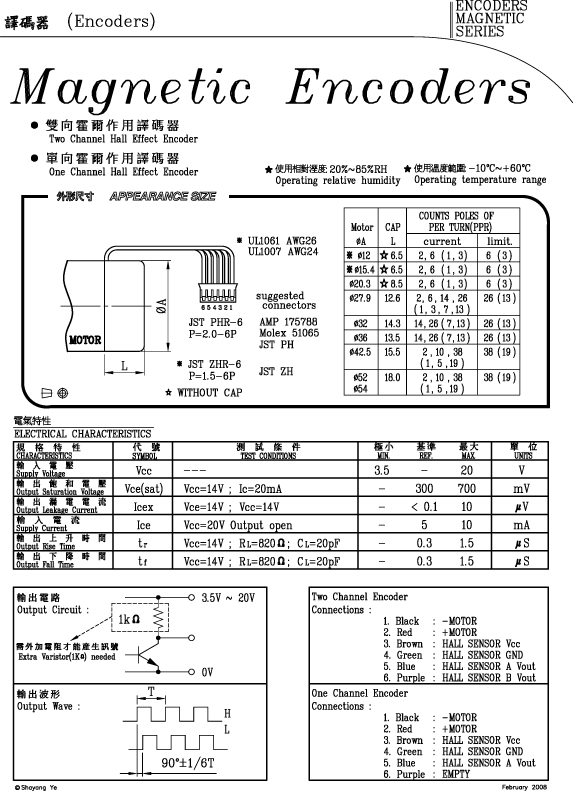 譯碼器 (Encoders)
ENCODERS
MAGNETIC
SERIES
Magnetic Encoders
● 雙向霍爾作用譯碼器
Two Channel Hall Effect Encoder
● 單向霍爾作用譯碼器
One Channel Hall Effect Encoder
★ 使用相對溼度: 20%~85%RH ★ 使用溫度範圍: -10℃~+60℃
Operating relative humidity Operating temperature range
外形尺寸 APPEARANCE SIZE
※ UL1061 AWG26
UL1007 AWG24
6 5 4 3 2 1
suggested
connectors
JST PHR-6 AMP 175788
P=2.0-6P Molex 51065
JST PH
※ JST ZHR-6 JST ZH
P=1.5-6P
★ WITHOUT CAP
MOTOR
øA
L
COUNTS POLES OF
Motor CAP PER TURN(PPR)
øA L current limit.
※ ø12 ★ 6.5 2, 6 (1, 3) 6 (3)
※ ø15.4 ★ 6.5 2, 6 (1, 3) 6 (3)
ø20.3 ★ 8.5 2, 6 (1, 3) 6 (3)
ø27.9 12.6 2, 6, 14, 26 26 (13)
(1, 3, 7, 13)
ø32 14.3 14, 26 (7, 13) 26 (13)
ø36 13.5 14, 26 (7, 13) 26 (13)
ø42.5 15.5 2, 10, 38 38 (19)
(1, 5, 19)
ø52 18.0 2, 10, 38 38 (19)
ø54 (1, 5, 19)
電氣特性
ELECTRICAL CHARACTERISTICS
規格特性 代號 測試條件 極小 基準 最大 單位
CHARACTERISTICS SYMBOL TEST CONDITIONS MIN. REF. MAX UNITS
輸入電壓
Supply Voltage Vcc --- 3.5 - 20 V
輸出飽和電壓
Output Saturation Voltage Vce(sat) Vcc=14V ; Ic=20mA - 300 700 mV
輸出漏電電流
Output Leakage Current Icex Vce=14V ; Vcc=14V - < 0.1 10 μV
輸入電流
Supply Current Ice Vcc=20V Output open - 5 10 mA
輸出上升時間
Output Rise Time tr Vcc=14V ; RL=820Ω ; CL=20pF - 0.3 1.5 μS
輸出下降時間
Output Fall Time tf Vcc=14V ; RL=820Ω ; CL=20pF - 0.3 1.5 μS
輸出電路
Output Circuit :
3.5V ~ 20V
1kΩ
需外加電阻才能產生訊號
Extra Varistor(1KΩ) needed
0V
輸出波形
Output Wave :
T
H
L
90°±1/6T
Two Channel Encoder
Connections :
1. Black : -MOTOR
2. Red : +MOTOR
3. Brown : HALL SENSOR Vcc
4. Green : HALL SENSOR GND
5. Blue : HALL SENSOR A Vout
6. Purple : HALL SENSOR B Vout
One Channel Encoder
Connections :
1. Black : -MOTOR
2. Red : +MOTOR
3. Brown : HALL SENSOR Vcc
4. Green : HALL SENSOR GND
5. Blue : HALL SENSOR A Vout
6. Purple : EMPTY
© Shayang Ye
February 2008